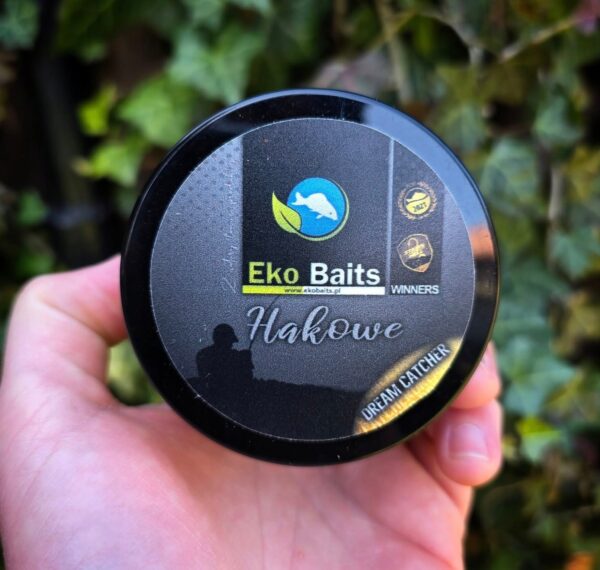 Eko Baits
www.ekobaits.pl
WINNERS
Hakowe
DREAM CATCHER